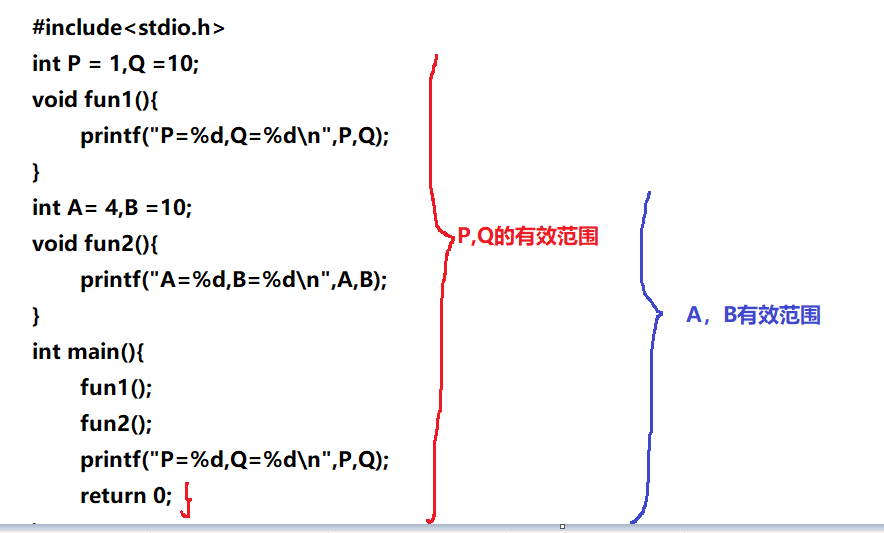 #include<stdio.h>
int P = 1,Q =10;
void fun1(){
printf("P=%d,Q=%d\n",P,Q);
}
int A= 4,B =10;
void fun2(){
printf("A=%d,B=%d\n",A,B);
}
int main(){
fun1();
fun2();
printf("P=%d,Q=%d\n",P,Q);
return 0; }
P,Q的有效范围
A，B有效范围